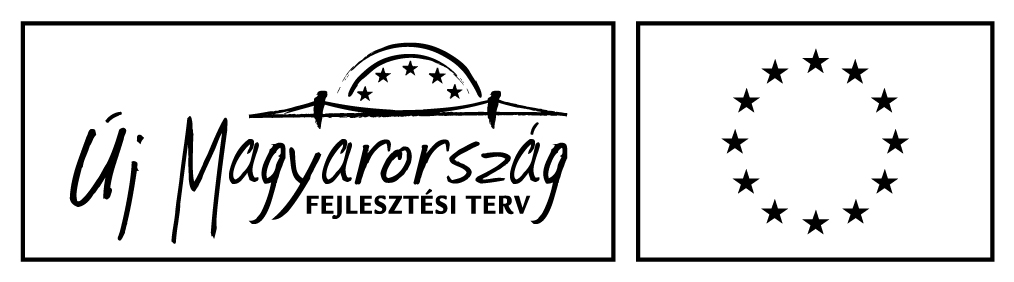 Új Magyarország
FEJLESZTÉSI TERV